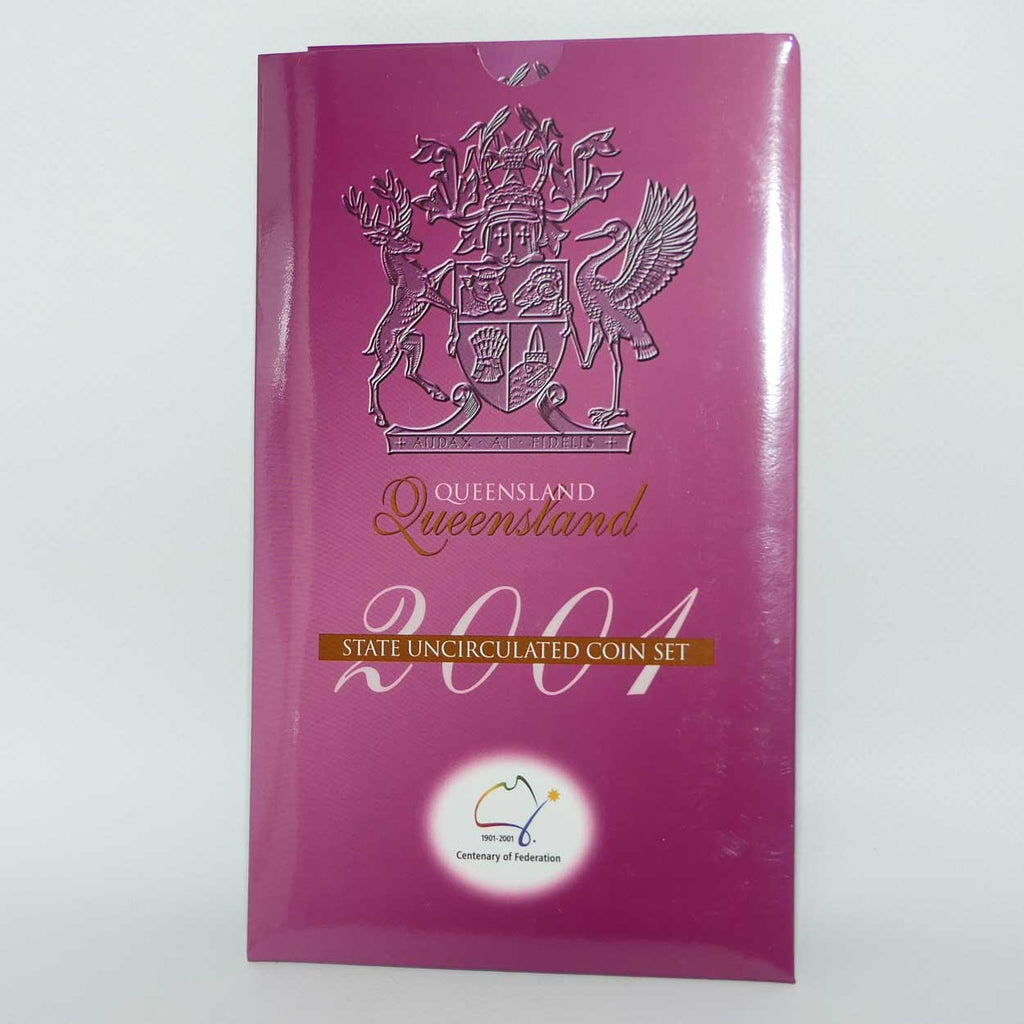 + AUDAX · AT · FIDELIS +
QUEENSLAND
Queensland
2001
STATE UNCIRCULATED COIN SET
1901-2001
Centenary of Federation